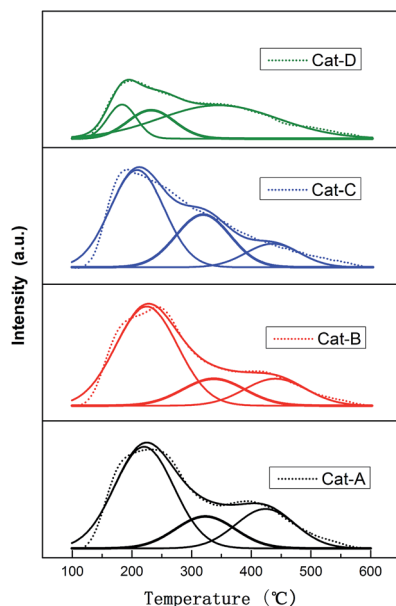 Cat-D
Cat-C
Cat-B
Cat-A
Intensity (a.u.)
100 200 300 400 500 600
Temperature (℃)